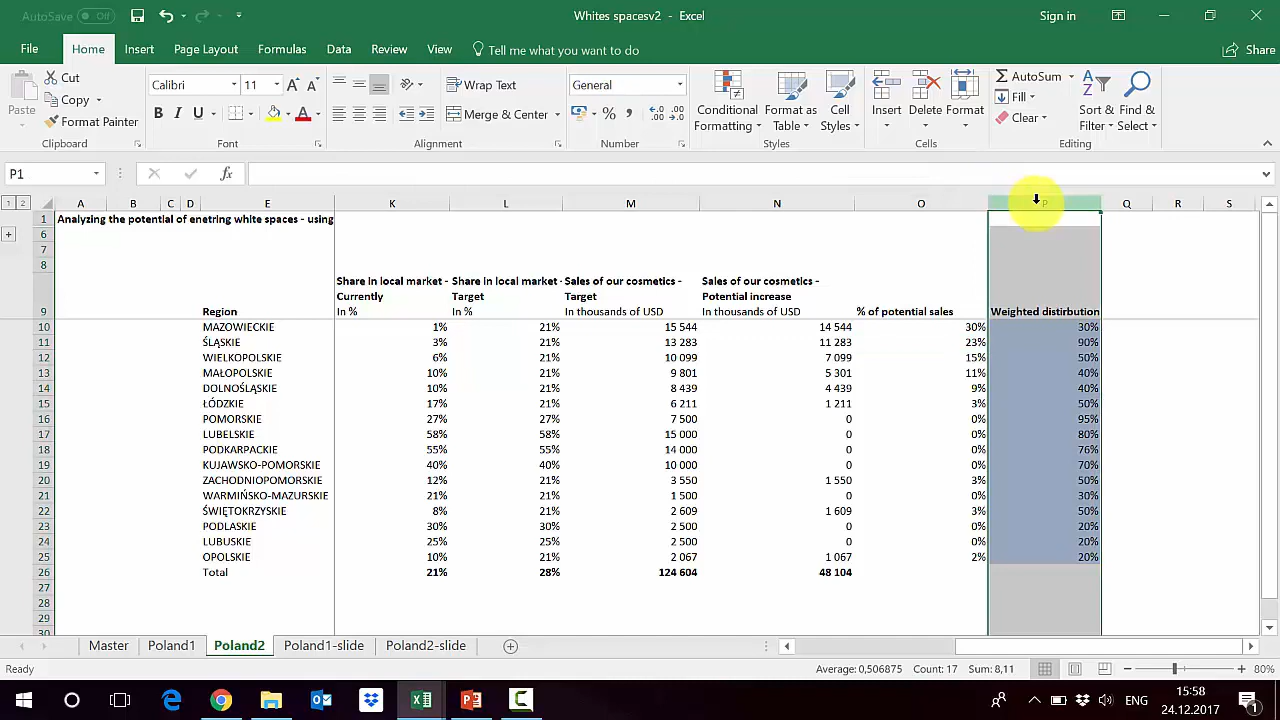 AutoSave Off Whites spacesv2 - Excel Sign in
File Home Insert Page Layout Formulas Data Review View Tell me what you want to do Share
Paste Cut Copy Format Painter Clipboard
Calibri 11 A A B I U A Font
Wrap Text Merge & Center Alignment
General % Number
Conditional Formatting Format as Table Cell Styles Styles
Insert Delete Format Cells
AutoSum Fill Clear Sort & Filter Find & Select Editing
P1 fx
1 2 A B C D E K L M N O P Q R S
1 Analyzing the potential of enetring white spaces - using
6
7
8
Share in local market - Share in local market - Sales of our cosmetics - Sales of our cosmetics -
Currently Target Target Potential increase
9 Region In % In % In thousands of USD In thousands of USD % of potential sales Weighted distirbution
10 MAZOWIECKIE 1% 21% 15 544 14 544 30% 30%
11 ŚLĄSKIE 3% 21% 13 283 11 283 23% 90%
12 WIELKOPOLSKIE 6% 21% 10 099 7 099 15% 50%
13 MAŁOPOLSKIE 10% 21% 9 801 5 301 11% 40%
14 DOLNOŚLĄSKIE 10% 21% 8 439 4 439 9% 40%
15 ŁÓDZKIE 17% 21% 6 211 1 211 3% 50%
16 POMORSKIE 27% 27% 7 500 0 0% 95%
17 LUBELSKIE 58% 58% 15 000 0 0% 80%
18 PODKARPACKIE 55% 55% 14 000 0 0% 76%
19 KUJAWSKO-POMORSKIE 40% 40% 10 000 0 0% 70%
20 ZACHODNIOPOMORSKIE 12% 21% 3 550 1 550 3% 50%
21 WARMIŃSKO-MAZURSKIE 21% 21% 1 500 0 0% 30%
22 ŚWIĘTOKRZYSKIE 8% 21% 2 609 1 609 3% 50%
23 PODLASKIE 30% 30% 2 500 0 0% 20%
24 LUBUSKIE 25% 25% 2 500 0 0% 20%
25 OPOLSKIE 10% 21% 2 067 1 067 2% 20%
26 Total 21% 28% 124 604 48 104
27
28
29
30
Master Poland1 Poland2 Poland1-slide Poland2-slide
Ready Average: 0,506875 Count: 17 Sum: 8,11 80%
ENG 15:58
24.12.2017 1